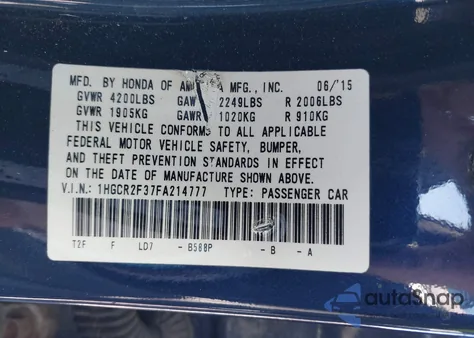 MFD. BY HONDA OF AM   A MFG., INC. 06/'15
GVWR 4200LBS GAW 2249LBS R 2006LBS
GVWR 1905KG GAWR 1020KG R 910KG
THIS VEHICLE CONFORMS TO ALL APPLICABLE
FEDERAL MOTOR VEHICLE SAFETY, BUMPER,
AND THEFT PREVENTION STANDARDS IN EFFECT
ON THE DATE OF MANUFACTURE SHOWN ABOVE.
V.I.N.: 1HGCR2F37FA214777 TYPE: PASSENGER CAR
T2F F LD7 -B588P -B -A
autoSnap